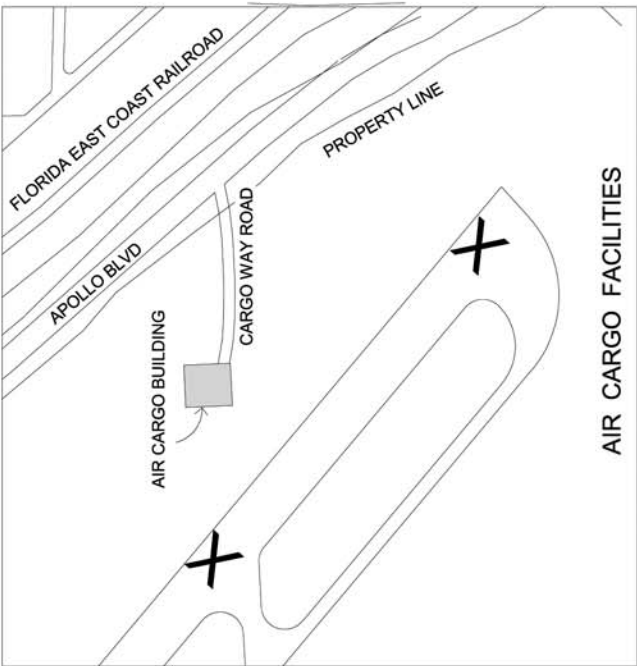 FLORIDA EAST COAST RAILROAD
PROPERTY LINE
APOLLO BLVD
CARGO WAY ROAD
AIR CARGO BUILDING
AIR CARGO FACILITIES